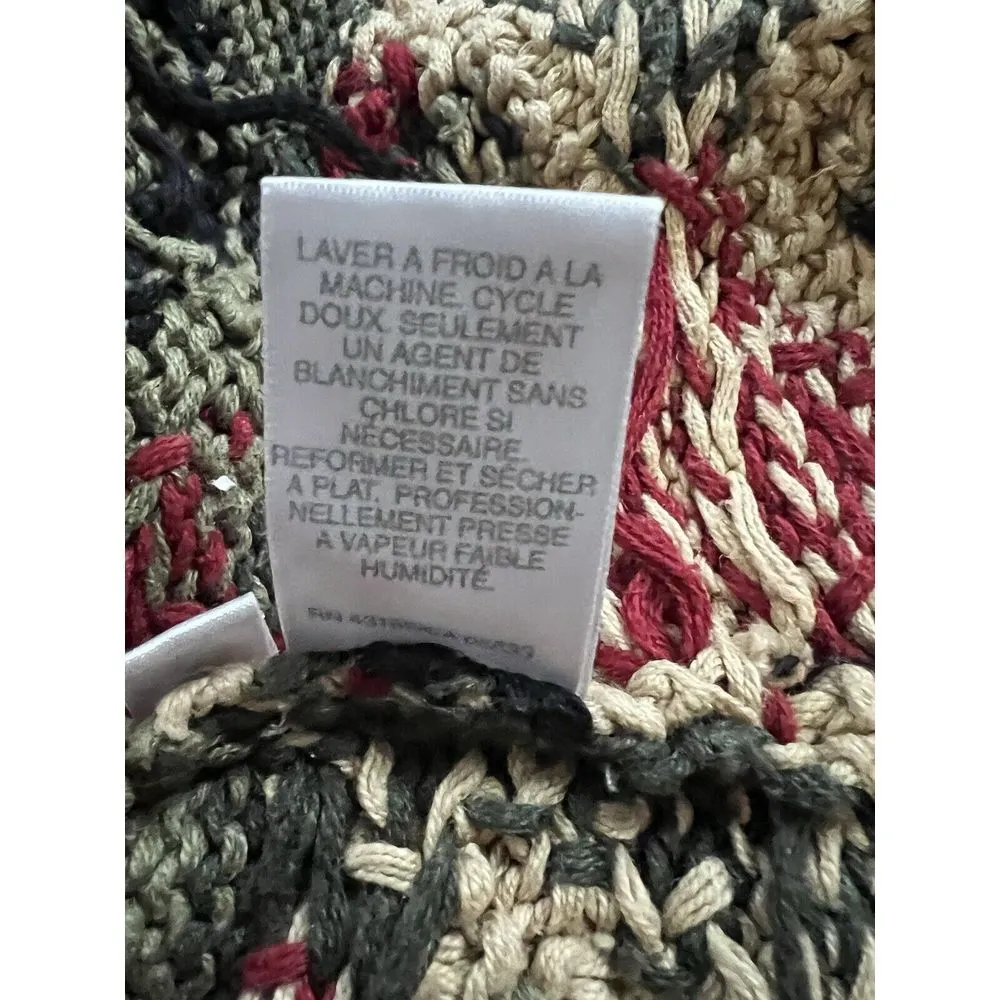 LAVER A FROID A LA
MACHINE. CYCLE
DOUX. SEULEMENT
UN AGENT DE
BLANCHIMENT SANS
CHLORE SI
NÉCESSAIRE.
REFORMER ET SÉCHER
A PLAT. PROFESSION-
NELLEMENT PRESSE
A VAPEUR FAIBLE
HUMIDITÉ.
RN